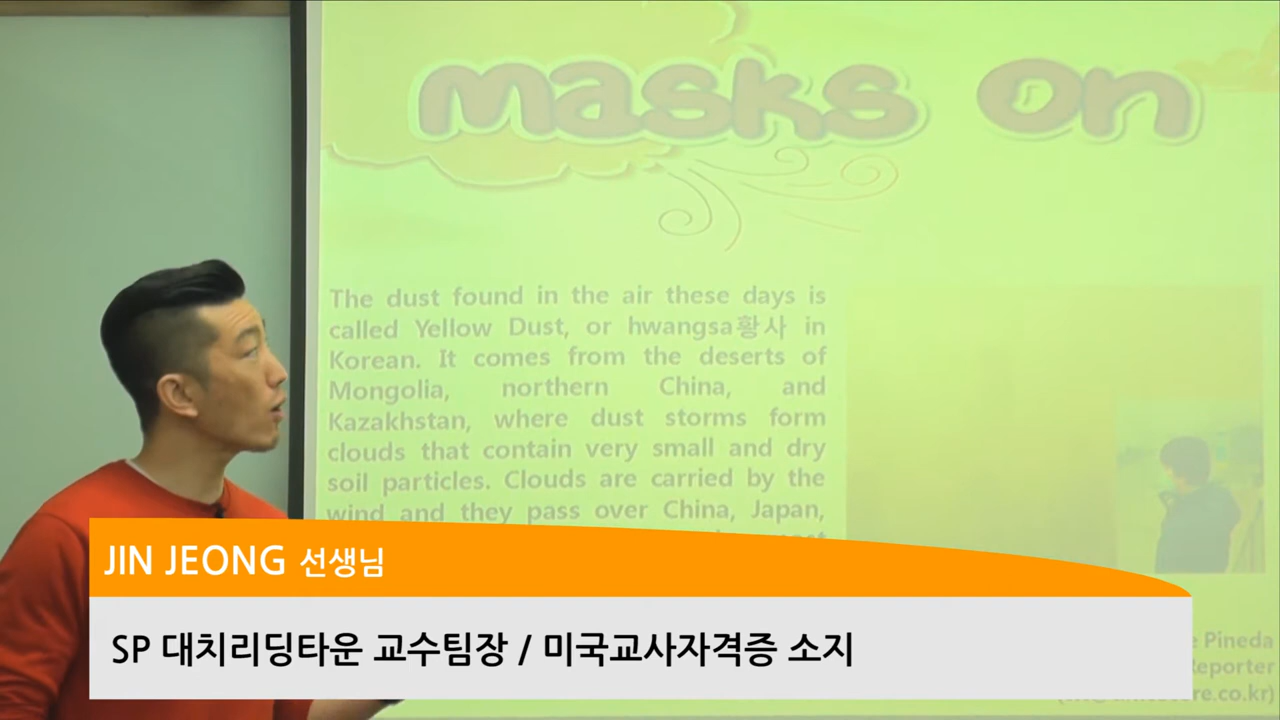 masks on
The dust found in the air these days is
called Yellow Dust, or hwangsa황사 in
Korean. It comes from the deserts of
Mongolia, northern China, and
Kazakhstan, where dust storms form
clouds that contain very small and dry
soil particles. Clouds are carried by the
wind and they pass over China, Japan,
Pineda
Reporter
JIN JEONG 선생님
SP 대치리딩타운 교수팀장 / 미국교사자격증 소지